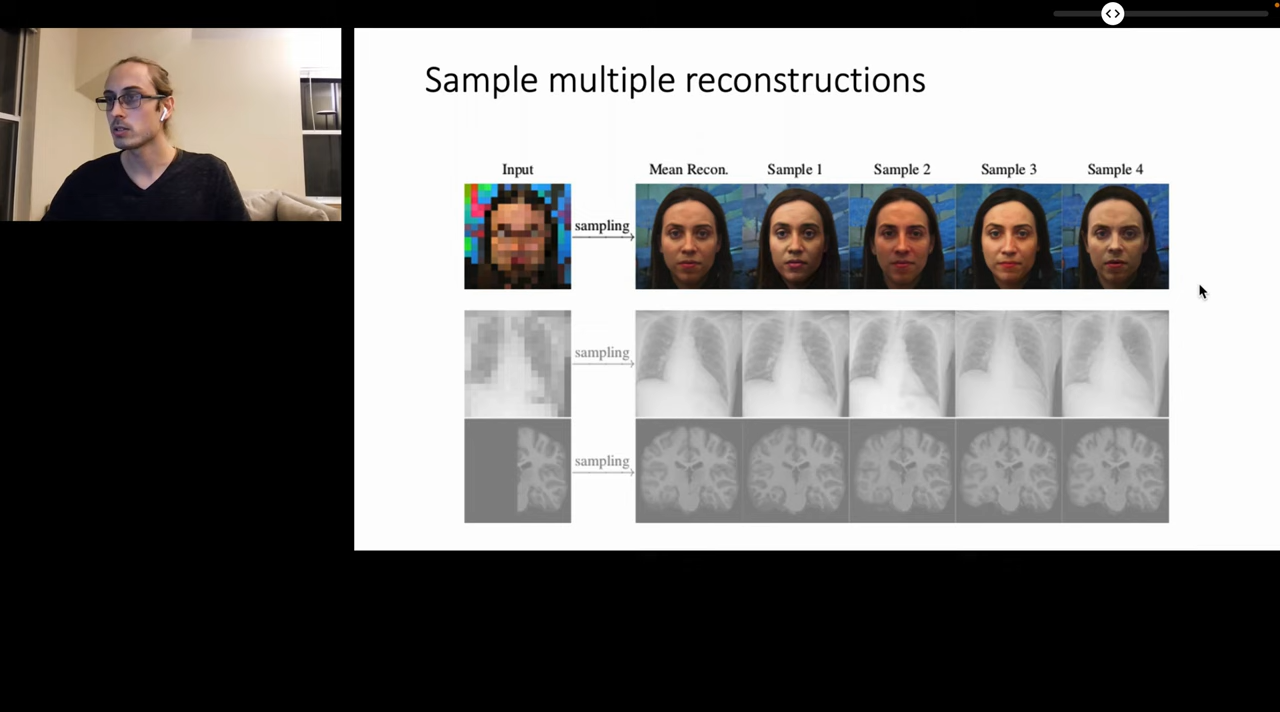 Sample multiple reconstructions
Input Mean Recon. Sample 1 Sample 2 Sample 3 Sample 4
sampling
sampling
sampling